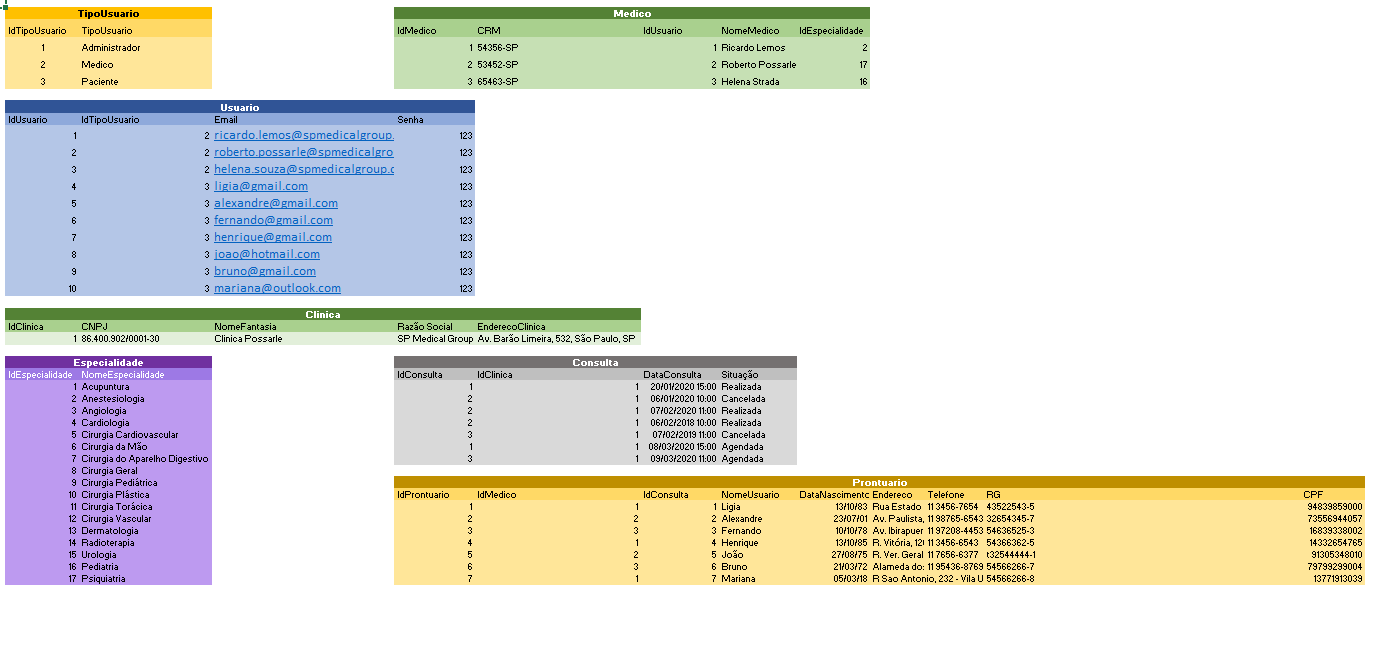 TipoUsuario
IdTipoUsuario TipoUsuario
1 Administrador
2 Medico
3 Paciente
Medico
IdMedico CRM IdUsuario NomeMedico IdEspecialidade
1 54356-SP 1 Ricardo Lemos 2
2 53452-SP 2 Roberto Possarle 17
3 65463-SP 3 Helena Strada 16
Usuario
IdUsuario IdTipoUsuario Email Senha
1 2 ricardo.lemos@spmedicalgroup. 123
2 2 roberto.possarle@spmedicalgro 123
3 2 helena.souza@spmedicalgroup.c 123
4 3 ligia@gmail.com 123
5 3 alexandre@gmail.com 123
6 3 fernando@gmail.com 123
7 3 henrique@gmail.com 123
8 3 joao@hotmail.com 123
9 3 bruno@gmail.com 123
10 3 mariana@outlook.com 123
Clinica
IdClinica CNPJ NomeFantasia Razão Social EnderecoClinica
1 86.400.902/0001-30 Clinica Possarle SP Medical Group Av. Barão Limeira, 532, São Paulo, SP
Especialidade
IdEspecialidade NomeEspecialidade
1 Acupuntura
2 Anestesiologia
3 Angiologia
4 Cardiologia
5 Cirurgia Cardiovascular
6 Cirurgia da Mão
7 Cirurgia do Aparelho Digestivo
8 Cirurgia Geral
9 Cirurgia Pediátrica
10 Cirurgia Plástica
11 Cirurgia Torácica
12 Cirurgia Vascular
13 Dermatologia
14 Radioterapia
15 Urologia
16 Pediatria
17 Psiquiatria
Consulta
IdConsulta IdClinica DataConsulta Situação
1 1 20/01/2020 15:00 Realizada
2 1 06/01/2020 10:00 Cancelada
2 1 07/02/2020 11:00 Realizada
2 1 06/02/2018 10:00 Realizada
3 1 07/02/2019 11:00 Cancelada
1 1 08/03/2020 15:00 Agendada
3 1 09/03/2020 11:00 Agendada
Prontuario
IdProntuario IdMedico IdConsulta NomeUsuario DataNascimento Endereco Telefone RG CPF
1 1 1 Ligia 13/10/83 Rua Estado 11 3456-7654 43522543-5 94839859000
2 2 2 Alexandre 23/07/01 Av. Paulista, 11 98765-6543 32654345-7 73556944057
3 3 3 Fernando 10/10/78 Av. Ibirapuer 11 97208-4453 54636525-3 16839338002
4 1 4 Henrique 13/10/85 R. Vitória, 12 11 3456-6543 54366362-5 14332654765
5 2 5 João 27/08/75 R. Ver. Geral 11 7656-6377 t32544444-1 91305348010
6 3 6 Bruno 21/03/72 Alameda do 11 95436-8769 54566266-7 79799299004
7 1 7 Mariana 05/03/18 R Sao Antonio, 232 - Vila U 54566266-8 13771913039